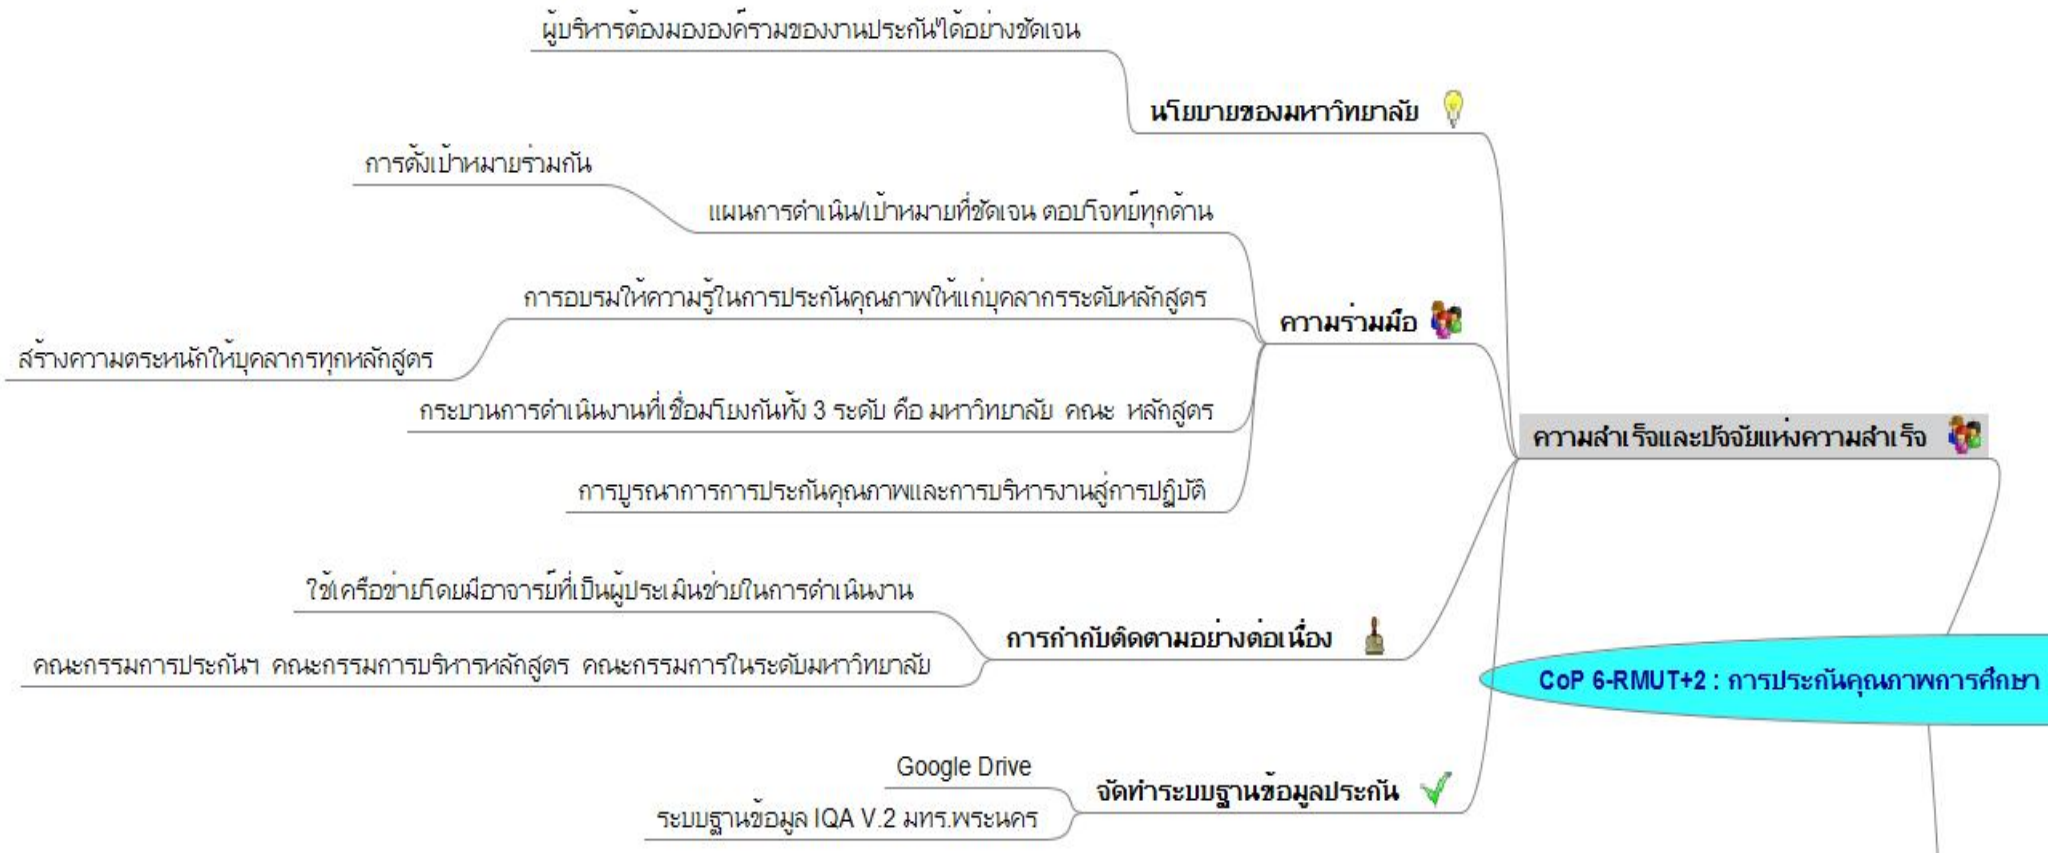 ผู้บริหารต้องมององค์รวมของงานประกันฯได้อย่างชัดเจน
นโยบายของมหาวิทยาลัย
การตั้งเป้าหมายร่วมกัน
แผนการดำเนิน/เป้าหมายที่ชัดเจน ตอบโจทย์ทุกด้าน
การอบรมให้ความรู้ในการประกันคุณภาพให้แก่บุคลากรระดับหลักสูตร
ความร่วมมือ
สร้างความตระหนักให้บุคลากรทุกหลักสูตร
กระบวนการดำเนินงานที่เชื่อมโยงกันทั้ง 3 ระดับ คือ มหาวิทยาลัย คณะ หลักสูตร
ความสำเร็จและปัจจัยแห่งความสำเร็จ
การบูรณาการการประกันคุณภาพและการบริหารงานสู่การปฏิบัติ
ใช้เครือข่ายโดยมีอาจารย์ที่เป็นผู้ประเมินช่วยในการดำเนินงาน
การกำกับติดตามอย่างต่อเนื่อง
คณะกรรมการประกันฯ คณะกรรมการบริหารหลักสูตร คณะกรรมการในระดับมหาวิทยาลัย
CoP 6-RMUT+2 : การประกันคุณภาพการศึกษา
Google Drive
จัดทำระบบฐานข้อมูลประกัน
ระบบฐานข้อมูล IQA V.2 มทร.พระนคร